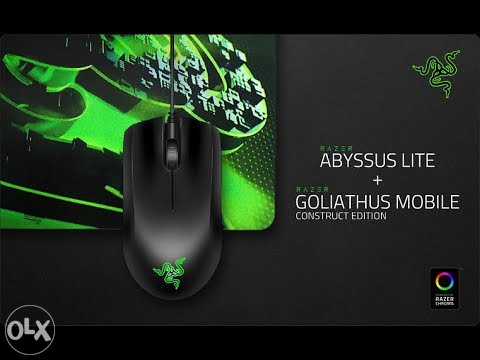 RAZER
ABYSSUS LITE
+
RAZER
GOLIATHUS MOBILE
CONSTRUCT EDITION
RAZER
CHROMA
OLX